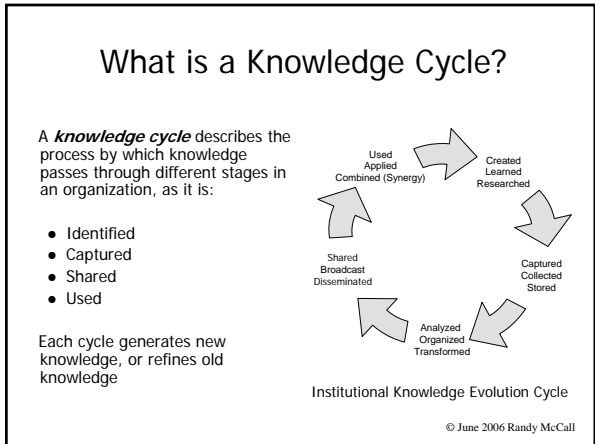 What is a Knowledge Cycle?
A knowledge cycle describes the
process by which knowledge
passes through different stages in
an organization, as it is:
● Identified
● Captured
● Shared
● Used
Each cycle generates new
knowledge, or refines old
knowledge
Used
Applied
Combined (Synergy)
Created
Learned
Researched
Captured
Collected
Stored
Analyzed
Organized
Transformed
Shared
Broadcast
Disseminated
Institutional Knowledge Evolution Cycle
© June 2006 Randy McCall